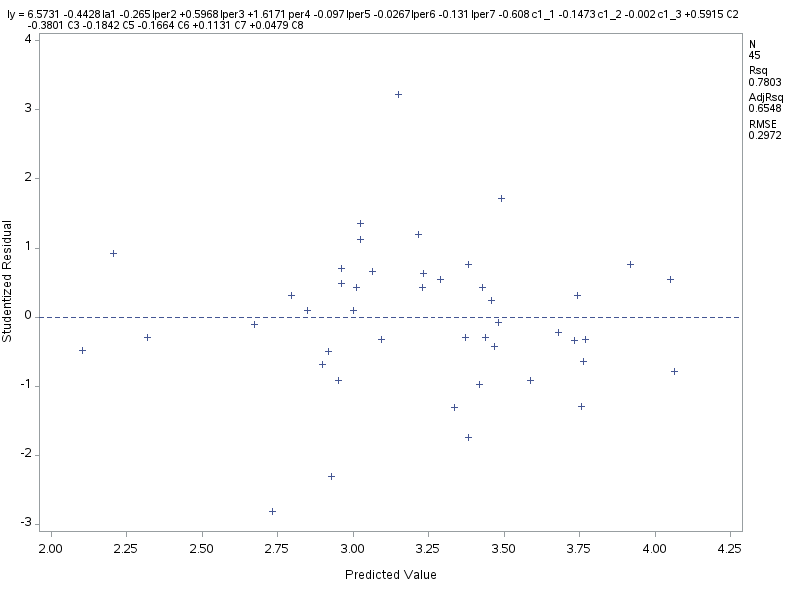 ly = 6.5731 -0.4428 la1 -0.265 lper2 +0.5968 lper3 +1.6171 per4 -0.097 lper5 -0.0267 lper6 -0.131 lper7 -0.608 c1_1 -0.1473 c1_2 -0.002 c1_3 +0.5915 C2
-0.3801 C3 -0.1842 C5 -0.1664 C6 +0.1131 C7 +0.0479 C8
N
45
Rsq
0.7803
AdjRsq
0.6548
RMSE
0.2972
Studentized Residual
4
3
2
1
0
-1
-2
-3
2.00 2.25 2.50 2.75 3.00 3.25 3.50 3.75 4.00 4.25
Predicted Value